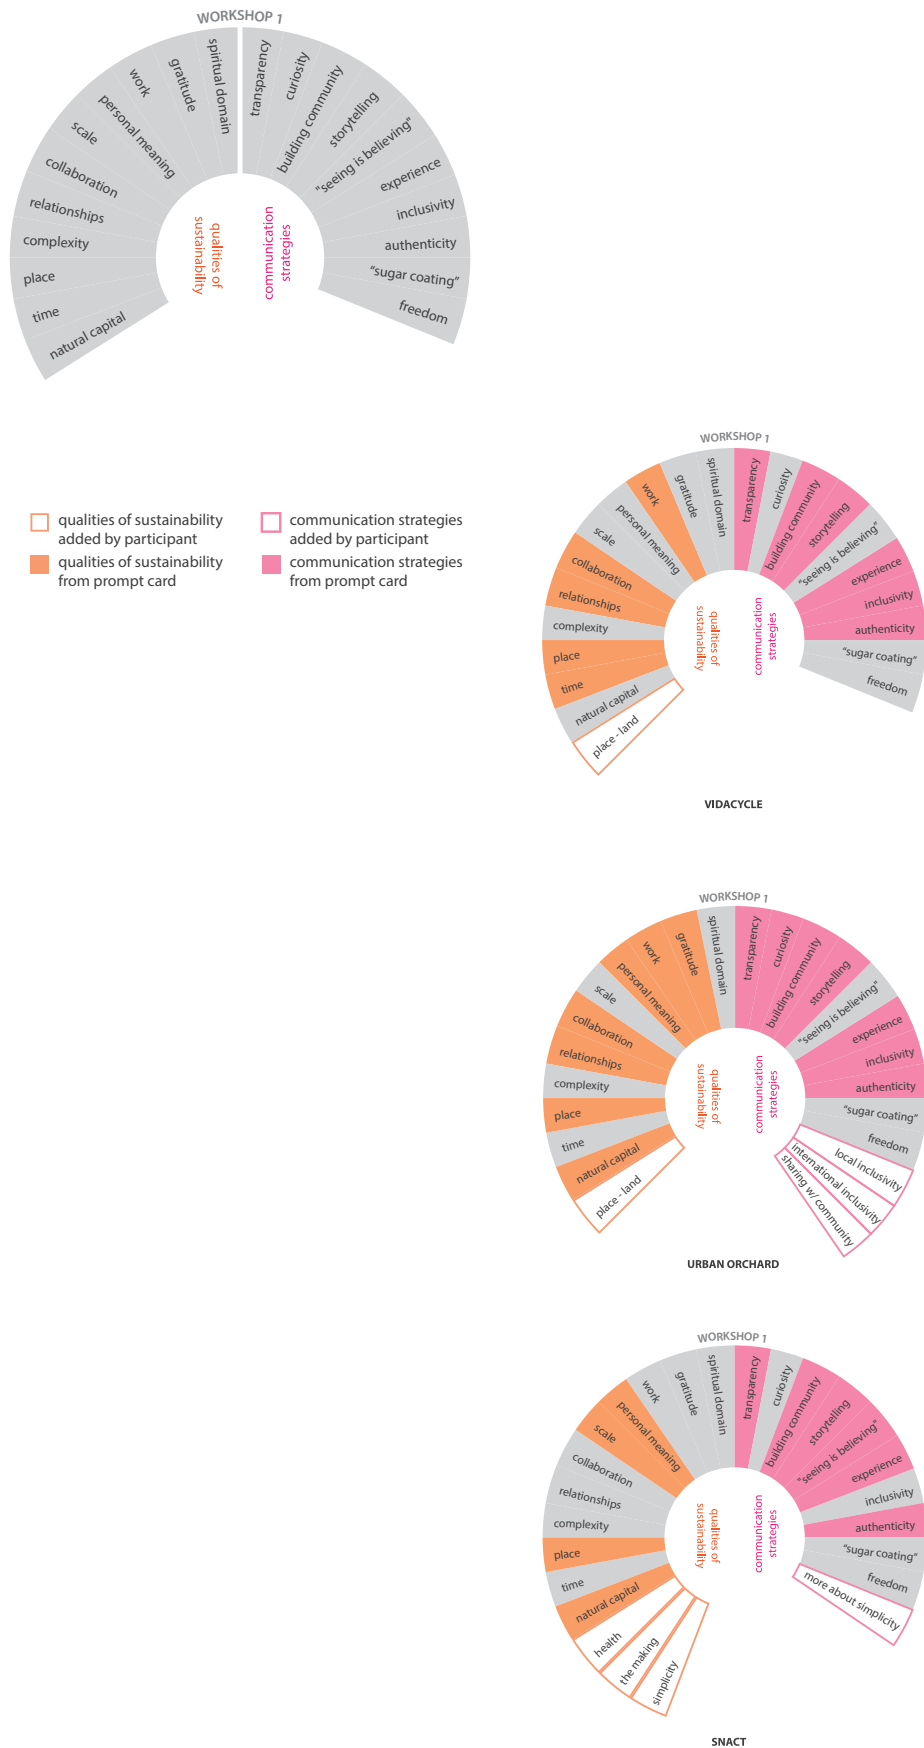 WORKSHOP 1
natural capital
time
place
complexity
relationships
collaboration
scale
personal meaning
work
gratitude
spiritual domain
transparency
curiosity
building community
storytelling
"seeing is believing"
experience
inclusivity
authenticity
"sugar coating"
freedom
qualities of
sustainability
communication
strategies
qualities of sustainability
added by participant
qualities of sustainability
from prompt card
communication strategies
added by participant
communication strategies
from prompt card
WORKSHOP 1
place - land
natural capital
time
place
complexity
relationships
collaboration
scale
personal meaning
work
gratitude
spiritual domain
transparency
curiosity
building community
storytelling
"seeing is believing"
experience
inclusivity
authenticity
"sugar coating"
freedom
qualities of
sustainability
communication
strategies
VIDACYCLE
WORKSHOP 1
place - land
natural capital
time
place
complexity
relationships
collaboration
scale
personal meaning
work
gratitude
spiritual domain
transparency
curiosity
building community
storytelling
"seeing is believing"
experience
inclusivity
authenticity
"sugar coating"
freedom
local inclusivity
international inclusivity
sharing w/ community
qualities of
sustainability
communication
strategies
URBAN ORCHARD
WORKSHOP 1
simplicity
the making
health
natural capital
time
place
complexity
relationships
collaboration
scale
personal meaning
work
gratitude
spiritual domain
transparency
curiosity
building community
storytelling
"seeing is believing"
experience
inclusivity
authenticity
"sugar coating"
freedom
more about simplicity
qualities of
sustainability
communication
strategies
SNACT